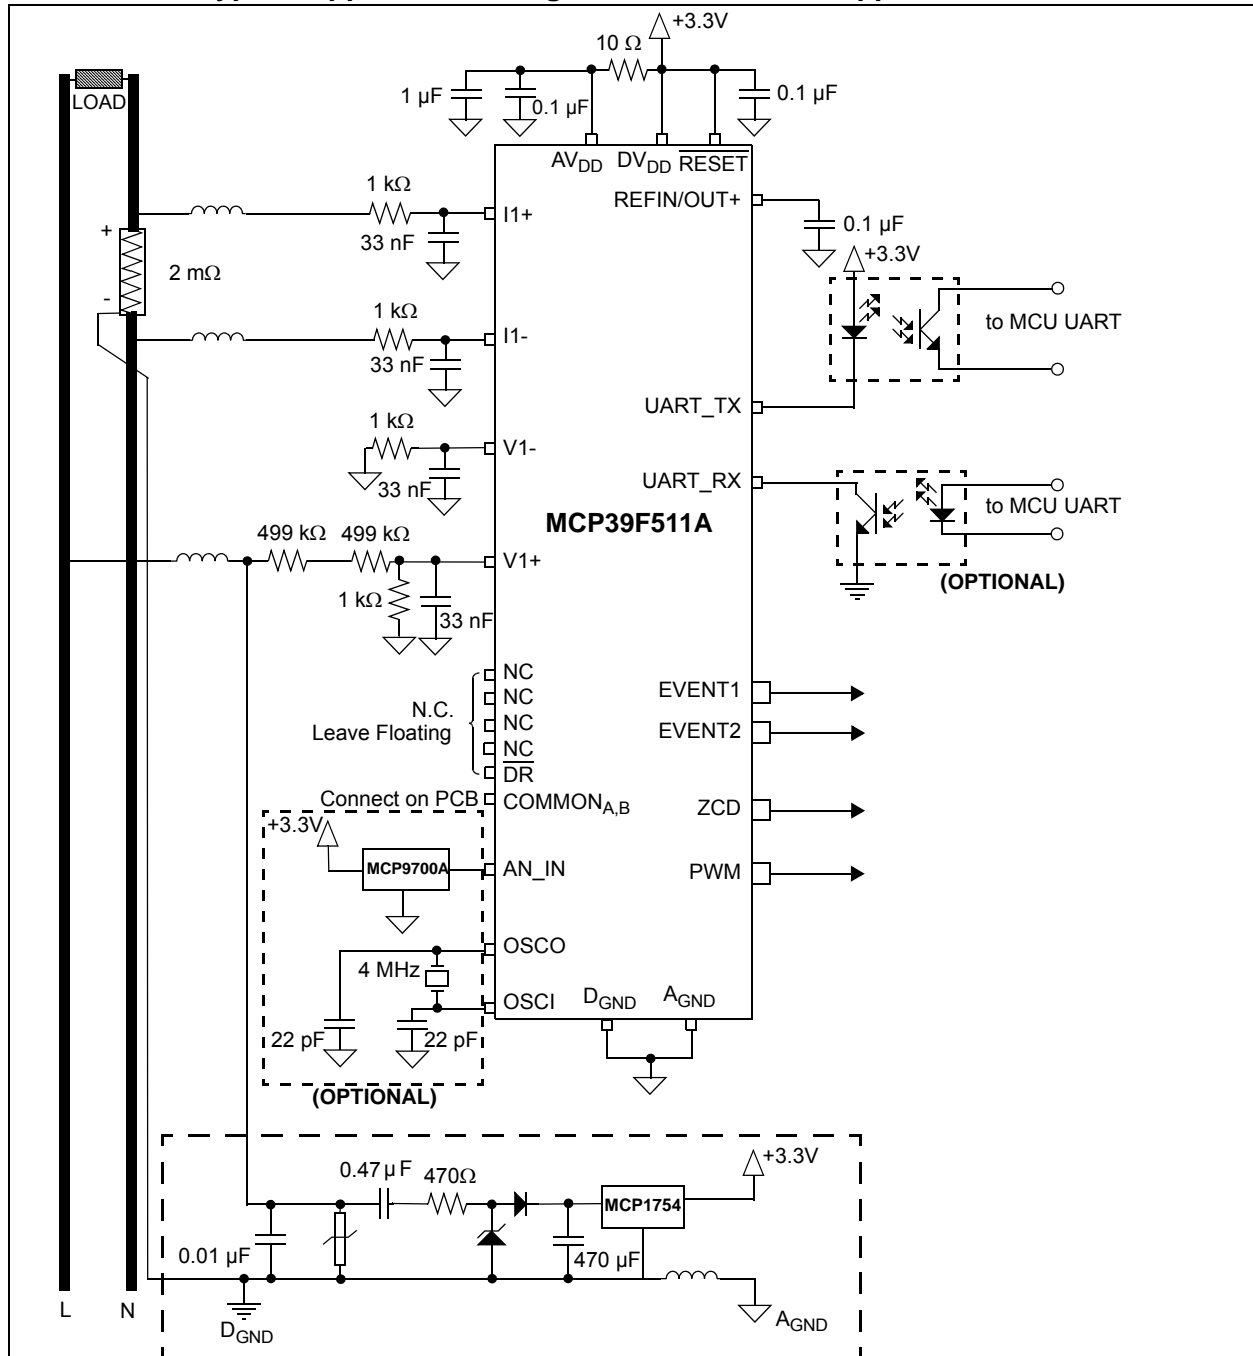 +3.3V
10 Ω
LOAD
1 µF
0.1 µF
0.1 µF
AVDD
DVDD
RESET
1 kΩ
REFIN/OUT+
I1+
33 nF
0.1 µF
+
2 mΩ
+3.3V
-
1 kΩ
to MCU UART
I1-
33 nF
UART_TX
1 kΩ
V1-
UART_RX
33 nF
to MCU UART
MCP39F511A
499 kΩ
499 kΩ
V1+
(OPTIONAL)
1 kΩ
33 nF
NC
NC
EVENT1
N.C.
Leave Floating
NC
EVENT2
NC
DR
Connect on PCB
COMMONA,B
ZCD
+3.3V
MCP9700A
AN_IN
PWM
OSCO
4 MHz
OSCI
DGND
AGND
22 pF
22 pF
(OPTIONAL)
+3.3V
0.47µF
470Ω
MCP1754
0.01 µF
470 µF
L
N
DGND
AGND